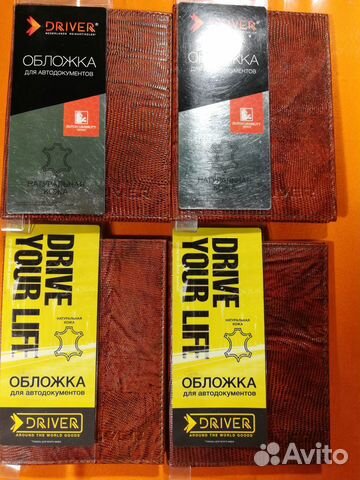 DRIVER
ОБЛОЖКА
ДЛЯ АВТОДОКУМЕНТОВ
НАТУРАЛЬНАЯ
КОЖА
DRIVER
ОБЛОЖКА
ДЛЯ АВТОДОКУМЕНТОВ
НАТУРАЛЬНАЯ
DRIVE
YOUR LIFE
НАТУРАЛЬНАЯ
КОЖА
ОБЛОЖКА
для автодокументов
DRIVER
AROUND THE WORLD GOODS
DRIVE
YOUR LIFE
НАТУРАЛЬНАЯ
КОЖА
ОБЛОЖКА
для автодокументов
DRIVER
AROUND THE WORLD GOODS
Avito